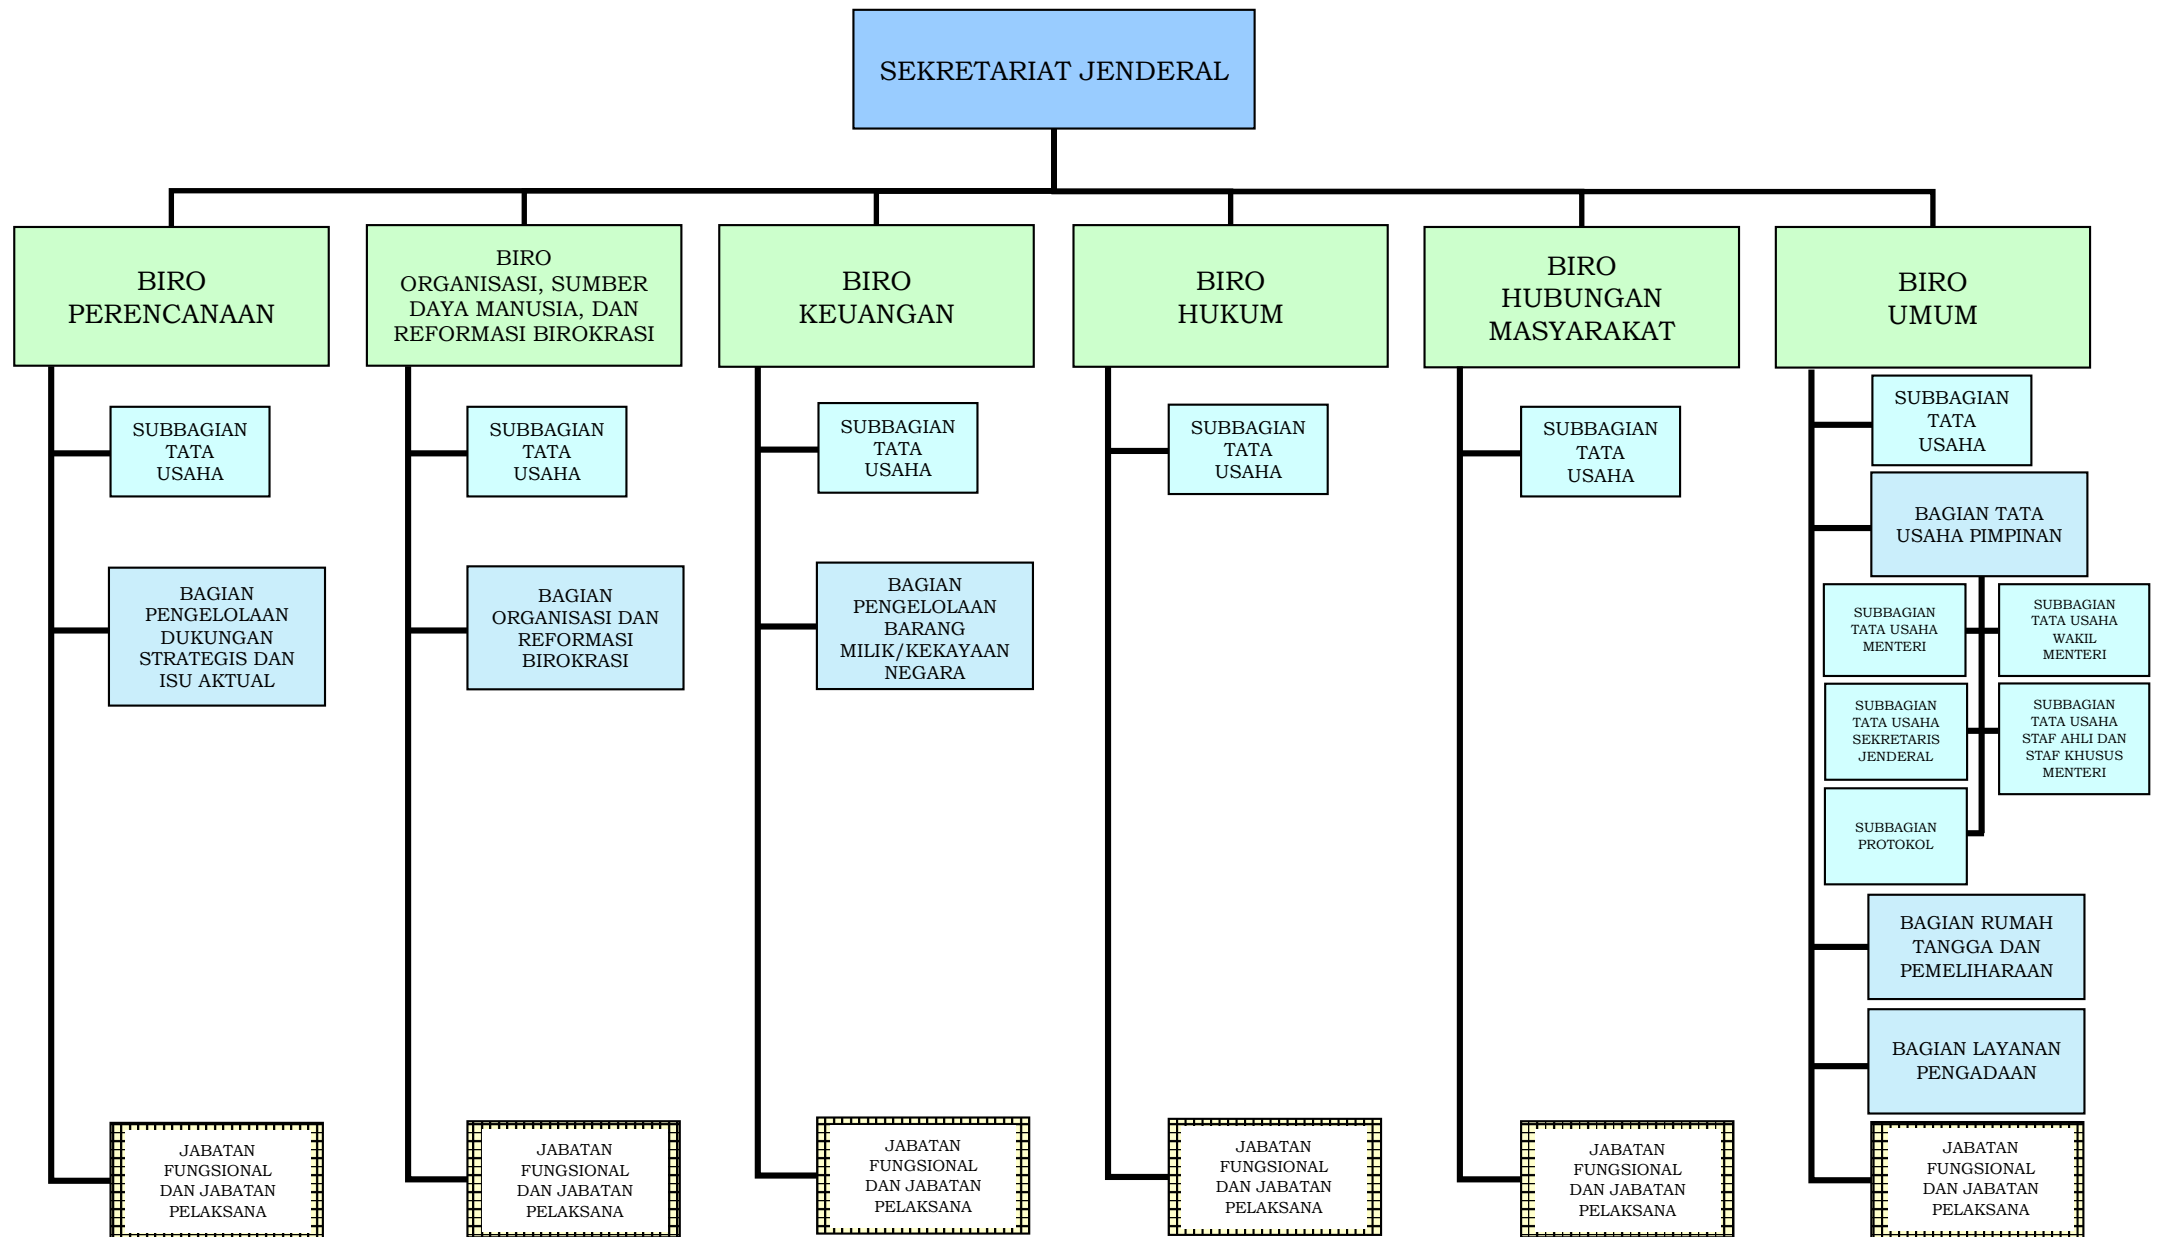 SEKRETARIAT JENDERAL
BIRO
PERENCANAAN
BIRO
ORGANISASI, SUMBER
DAYA MANUSIA, DAN
REFORMASI BIROKRASI
BIRO
KEUANGAN
BIRO
HUKUM
BIRO
HUBUNGAN
MASYARAKAT
BIRO
UMUM
SUBBAGIAN
TATA
USAHA
SUBBAGIAN
TATA
USAHA
SUBBAGIAN
TATA
USAHA
SUBBAGIAN
TATA
USAHA
SUBBAGIAN
TATA
USAHA
SUBBAGIAN
TATA
USAHA
BAGIAN TATA
USAHA PIMPINAN
BAGIAN
PENGELOLAAN
DUKUNGAN
STRATEGIS DAN
ISU AKTUAL
BAGIAN
ORGANISASI DAN
REFORMASI
BIROKRASI
BAGIAN
PENGELOLAAN
BARANG
MILIK/KEKAYAAN
NEGARA
SUBBAGIAN
TATA USAHA
MENTERI
SUBBAGIAN
TATA USAHA
WAKIL
MENTERI
SUBBAGIAN
TATA USAHA
SEKRETARIS
JENDERAL
SUBBAGIAN
TATA USAHA
STAF AHLI DAN
STAF KHUSUS
MENTERI
SUBBAGIAN
PROTOKOL
BAGIAN RUMAH
TANGGA DAN
PEMELIHARAAN
BAGIAN LAYANAN
PENGADAAN
JABATAN
FUNGSIONAL
DAN JABATAN
PELAKSANA
JABATAN
FUNGSIONAL
DAN JABATAN
PELAKSANA
JABATAN
FUNGSIONAL
DAN JABATAN
PELAKSANA
JABATAN
FUNGSIONAL
DAN JABATAN
PELAKSANA
JABATAN
FUNGSIONAL
DAN JABATAN
PELAKSANA
JABATAN
FUNGSIONAL
DAN JABATAN
PELAKSANA